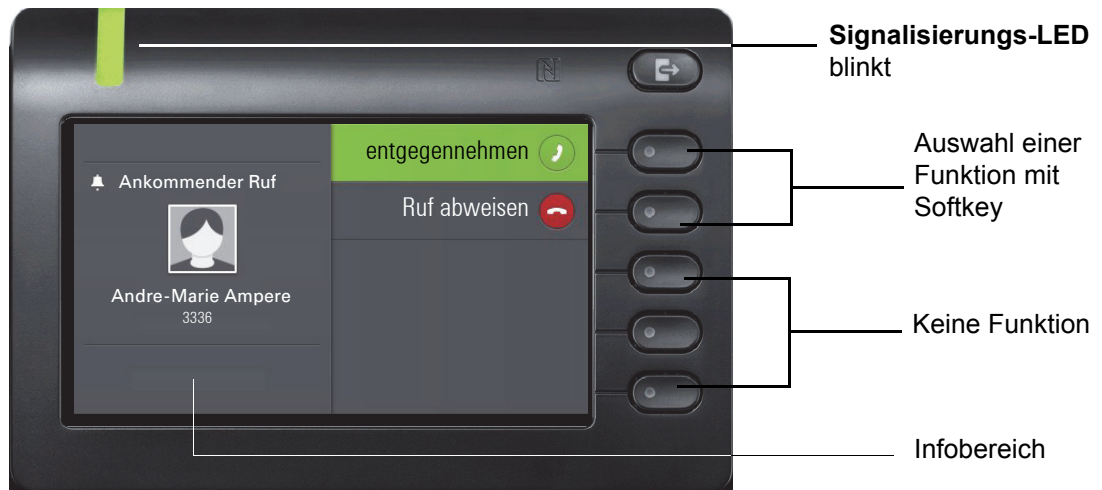 Signalisierungs-LED
blinkt
entgegennehmen
Auswahl einer
Funktion mit
Softkey
Ankommender Ruf
Ruf abweisen
Andre-Marie Ampere
3336
Keine Funktion
Infobereich